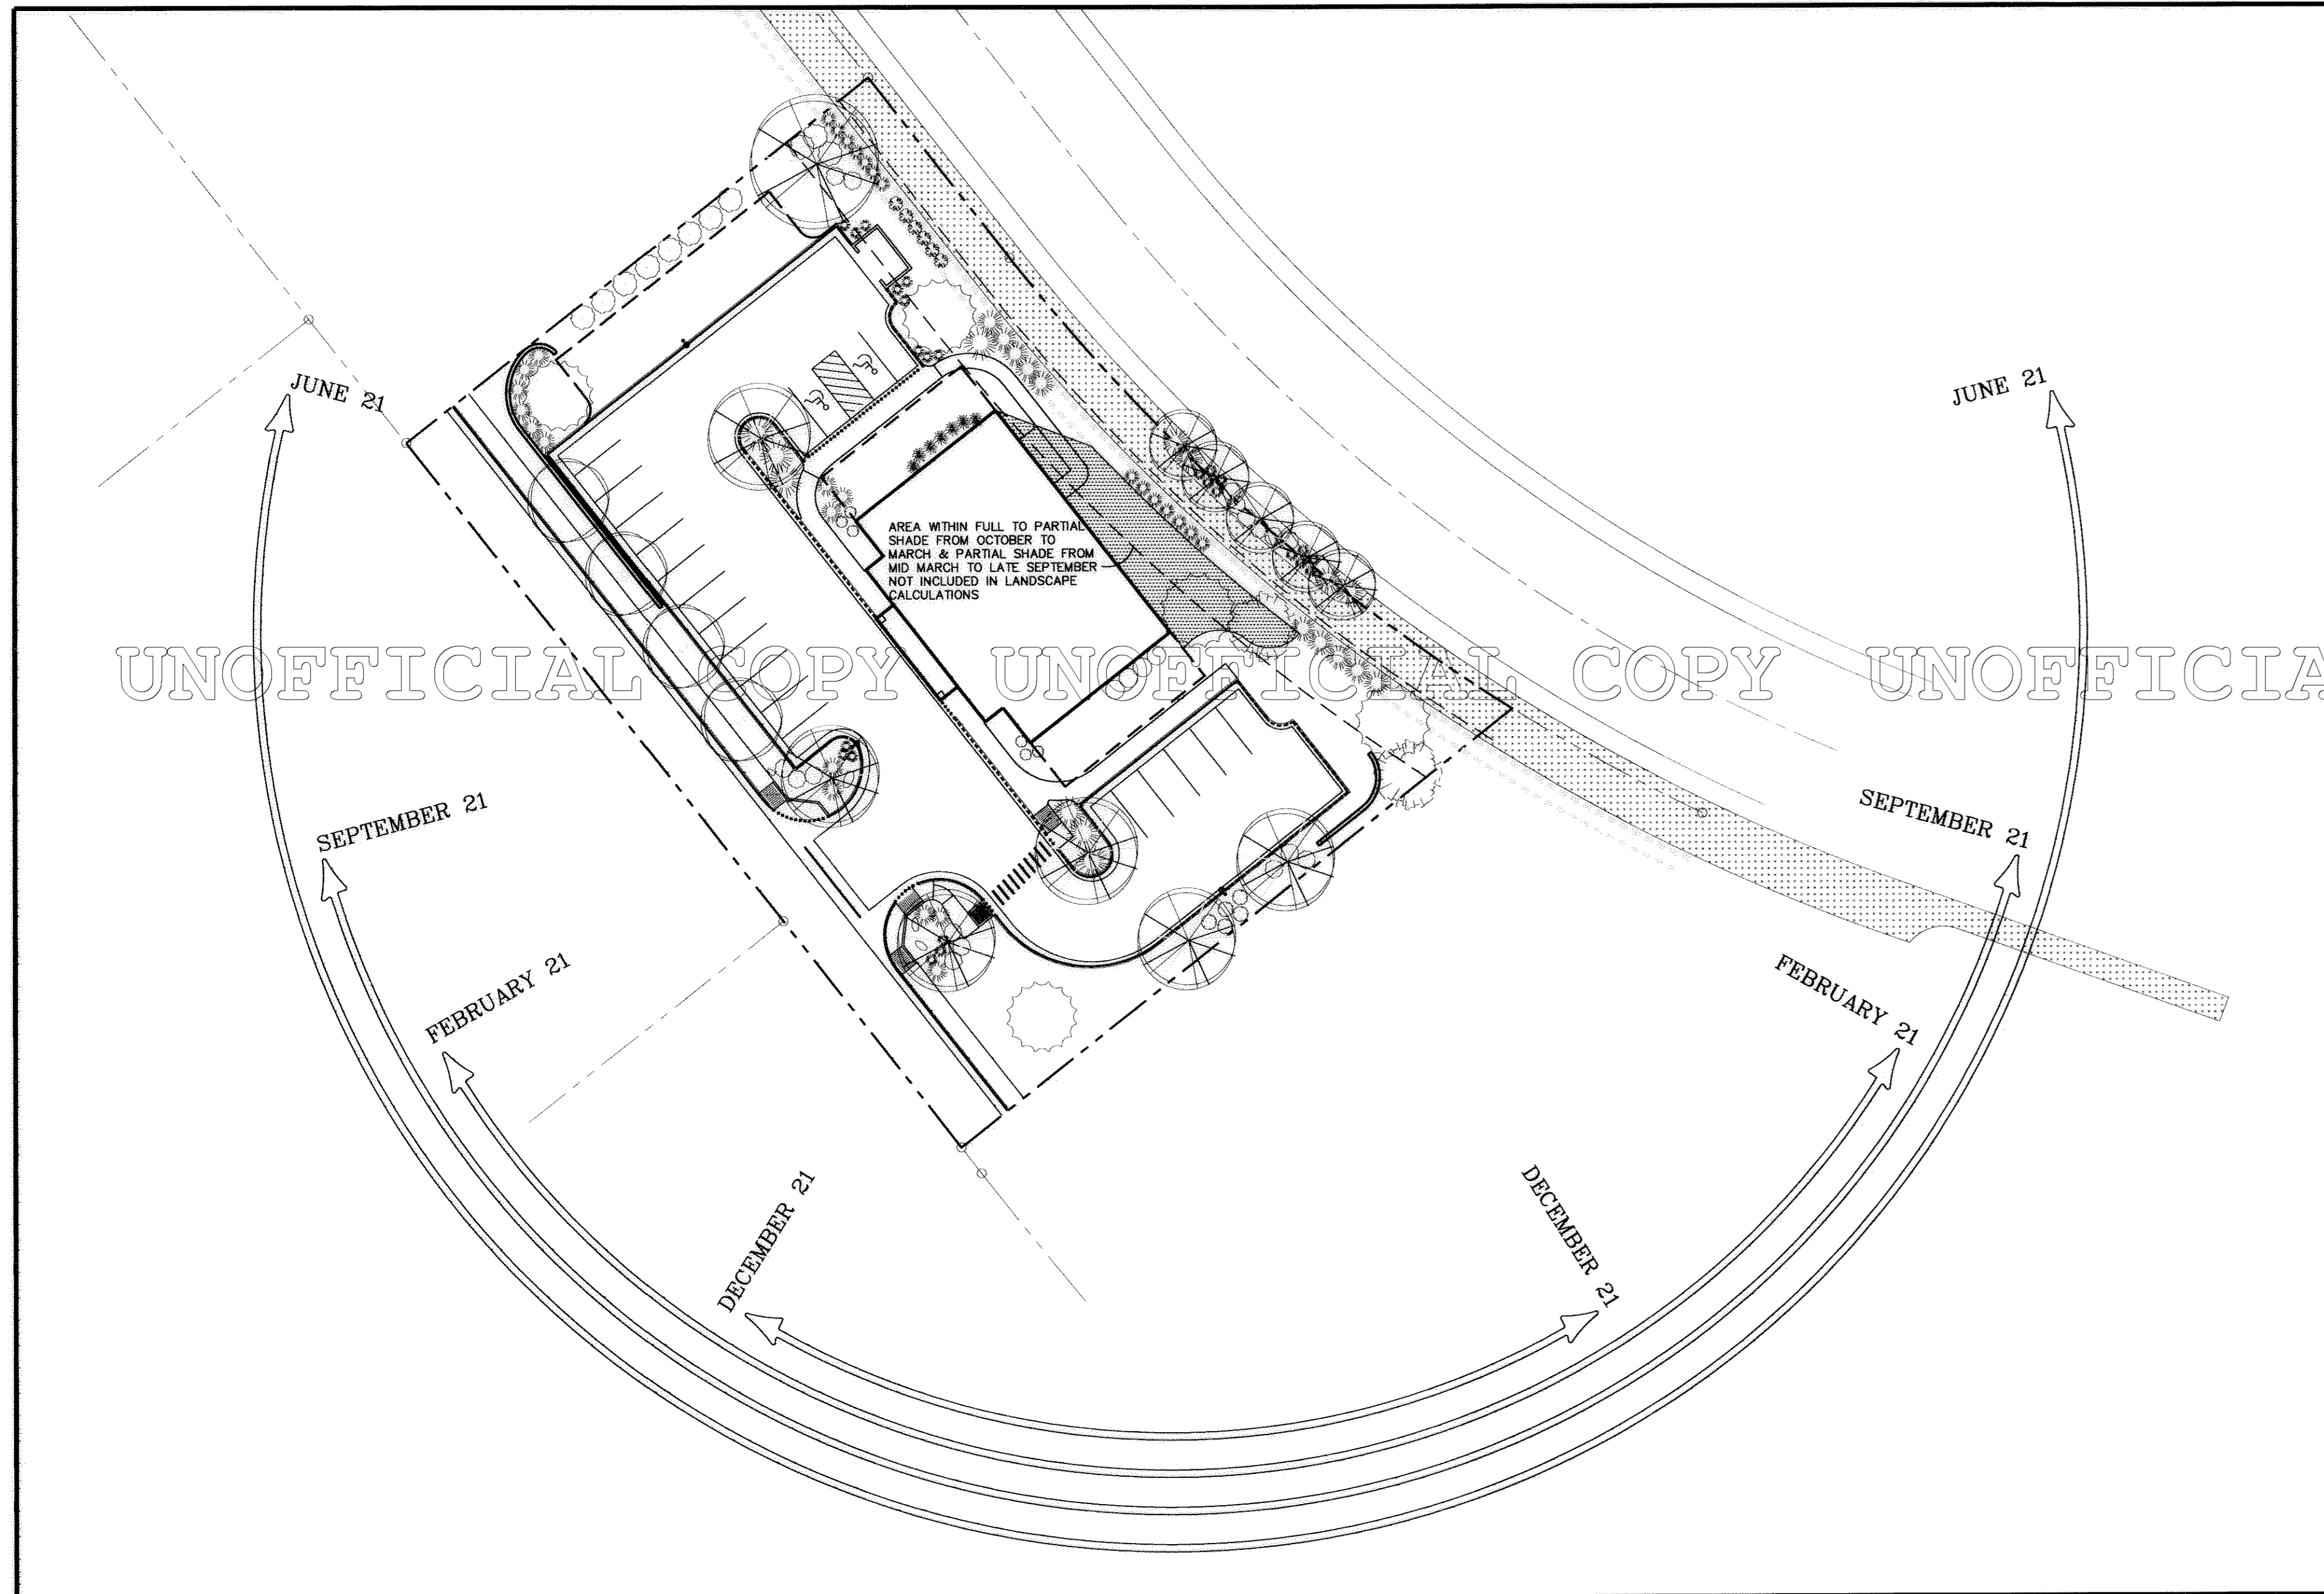 JUNE 21
JUNE 21
AREA WITHIN FULL TO PARTIAL
SHADE FROM OCTOBER TO
MARCH & PARTIAL SHADE FROM
MID MARCH TO LATE SEPTEMBER
NOT INCLUDED IN LANDSCAPE
CALCULATIONS
UNOFFICIAL COPY UNOFFICIAL COPY UNOFFICIA
SEPTEMBER 21
SEPTEMBER 21
FEBRUARY 21
FEBRUARY 21
DECEMBER 21
DECEMBER 21